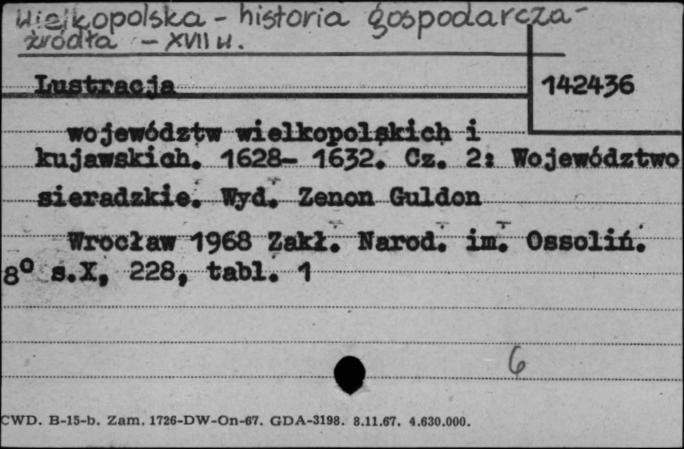 Wielkopolska - historia gospodarcza -
źródła - XVII w.
Lustracja
142436
województw wielkopolskich i
kujawskich. 1628- 1632. Cz. 2: Województwo
sieradzkie. Wyd. Zenon Guldon
Wrocław 1968 Zakł. Narod. im. Ossoliń.
8° s.X, 228, tabl. 1
6
CWD. B-15-b. Zam. 1726-DW-On-67. GDA-3198. 8.11.67. 4.630.000.